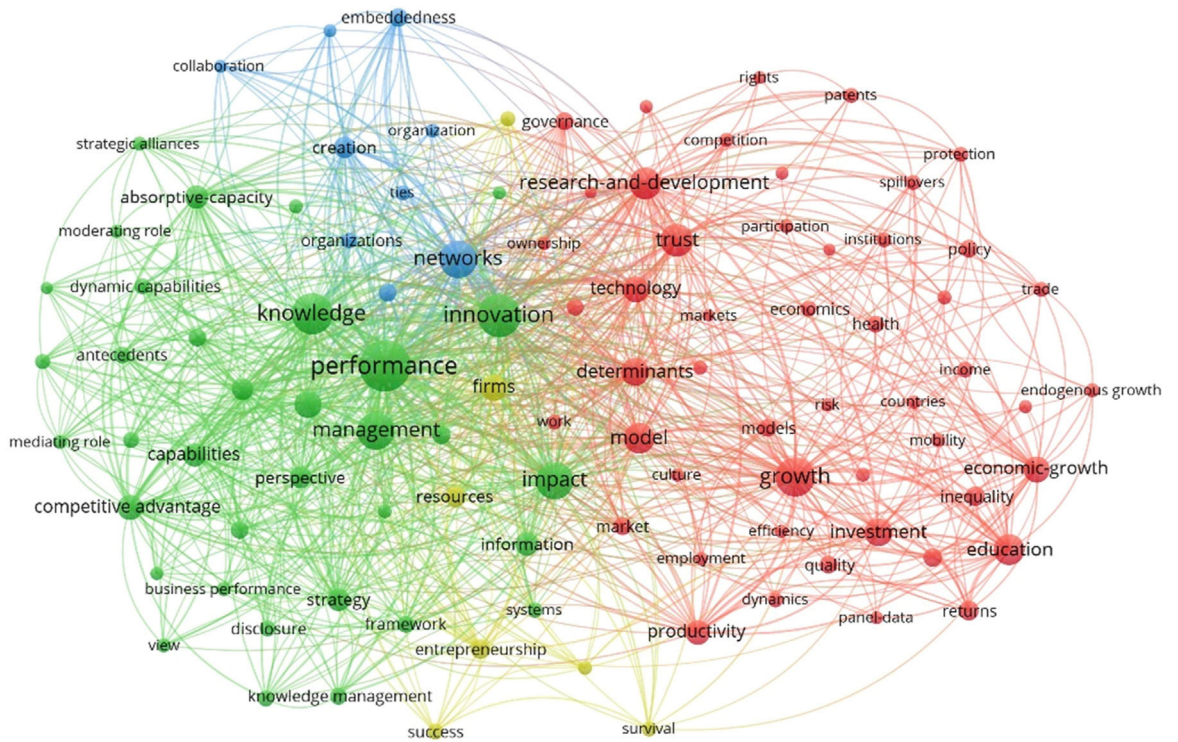 embeddedness
collaboration
rights
patents
governance
organization
strategic alliances
competition
creation
protection
research-and-development
spillovers
absorptive-capacity
ties
participation
moderating role
organizations
ownership
trust
institutions
policy
networks
dynamic capabilities
technology
trade
knowledge
innovation
markets
economics
health
antecedents
performance
determinants
income
firms
endogenous growth
risk
countries
work
management
models
mediating role
model
mobility
capabilities
economic-growth
perspective
impact
culture
growth
resources
inequality
competitive advantage
market
efficiency
investment
information
education
employment
quality
business performance
strategy
dynamics
systems
returns
disclosure
framework
productivity
panel-data
view
entrepreneurship
knowledge management
success
survival